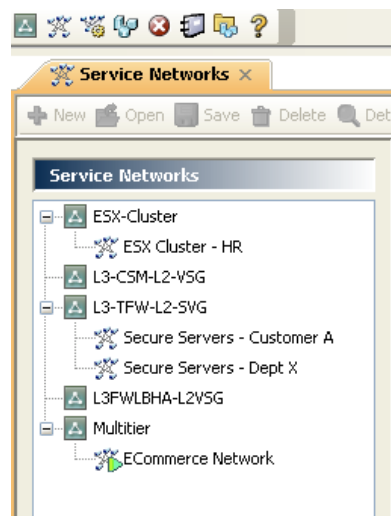 Service Networks
New Open Save Delete Det
Service Networks
ESX-Cluster
ESX Cluster - HR
L3-CSM-L2-VSG
L3-TFW-L2-SVG
Secure Servers - Customer A
Secure Servers - Dept X
L3FWLBHA-L2VSG
Multitier
ECommerce Network